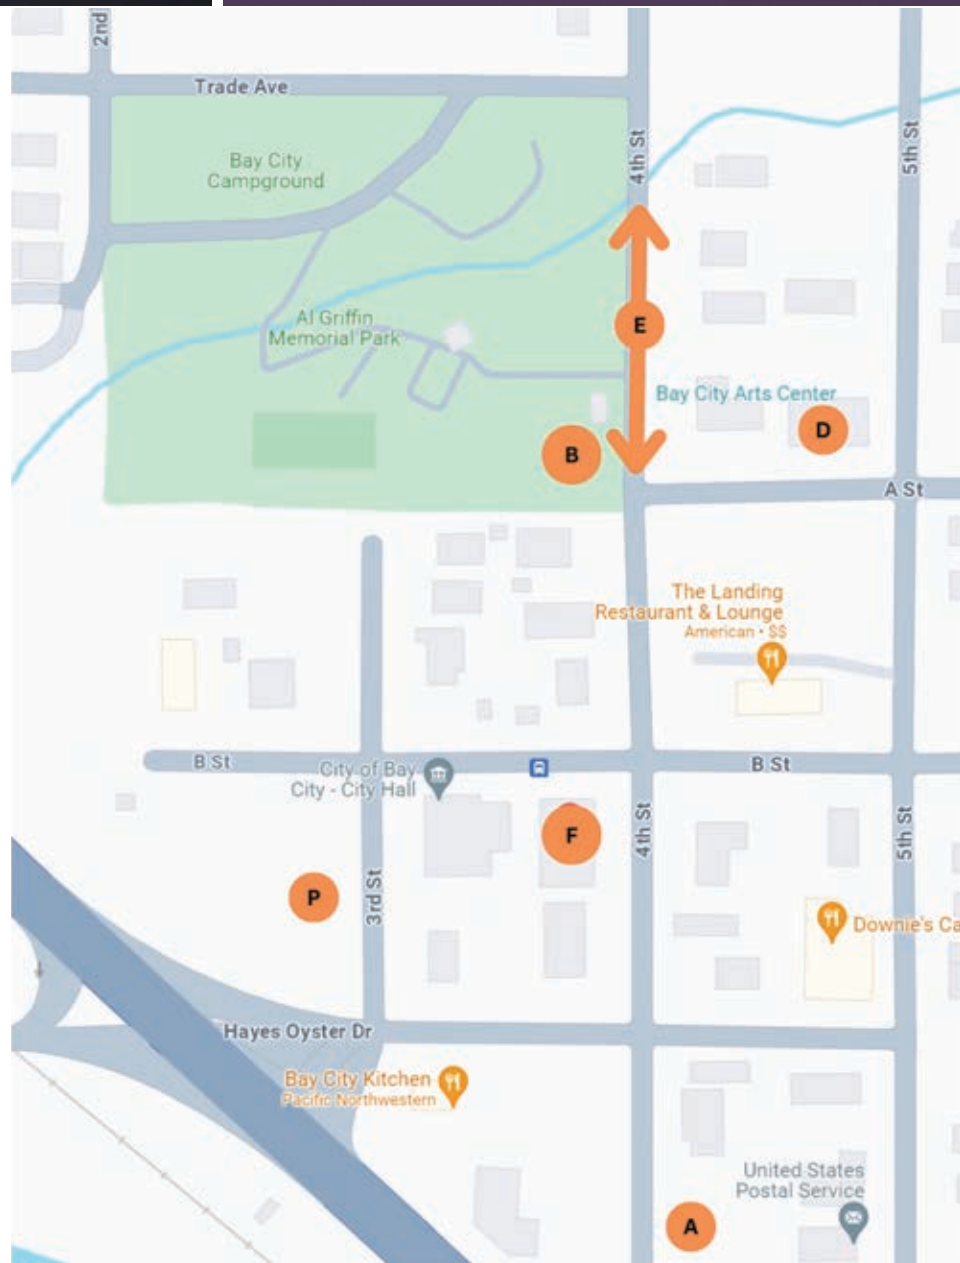 2nd
Trade Ave
4th St
5th St
Bay City
Campground
E
Al Griffin
Memorial Park
Bay City Arts Center
D
B
A St
The Landing
Restaurant & Lounge
American • $$
B St
City of Bay
City - City Hall
B St
F
4th St
5th St
P
3rd St
Downie's Ca
Hayes Oyster Dr
Bay City Kitchen
Pacific Northwestern
United States
Postal Service
A